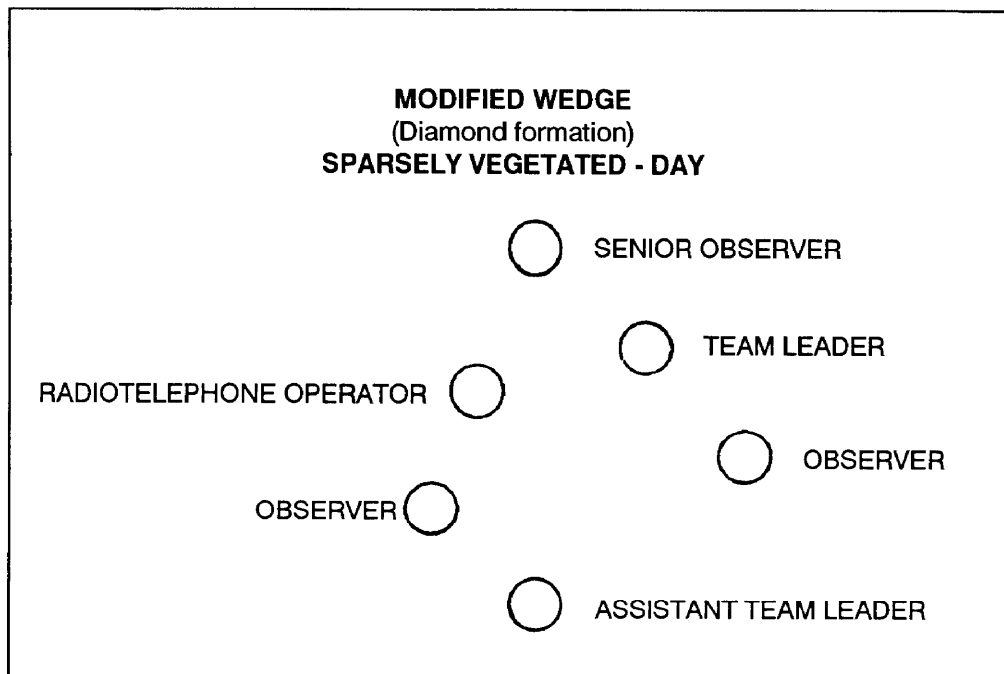 MODIFIED WEDGE
(Diamond formation)
SPARSELY VEGETATED - DAY
SENIOR OBSERVER
TEAM LEADER
RADIOTELEPHONE OPERATOR
OBSERVER
OBSERVER
ASSISTANT TEAM LEADER